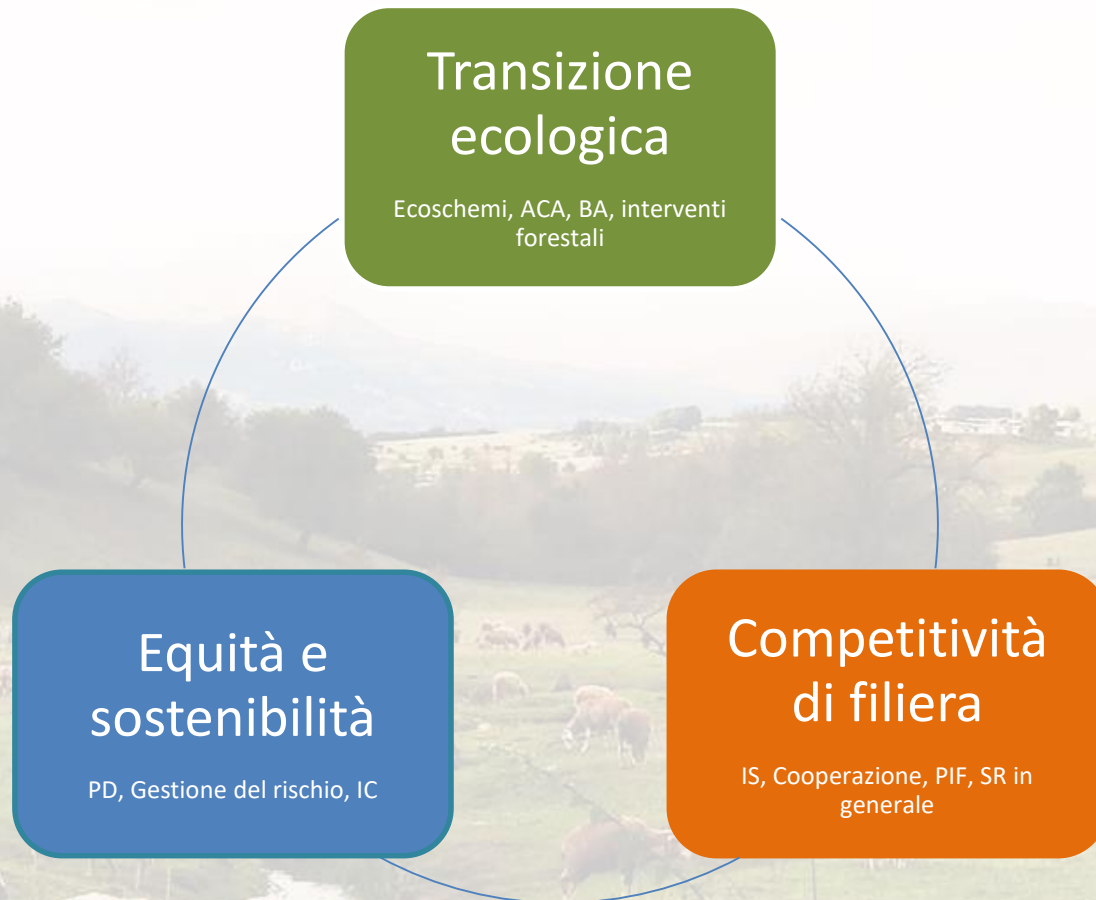 Transizione
ecologica
Ecoschemi, ACA, BA, interventi
forestali
Equità e
sostenibilità
PD, Gestione del rischio, IC
Competitività
di filiera
IS, Cooperazione, PIF, SR in
generale